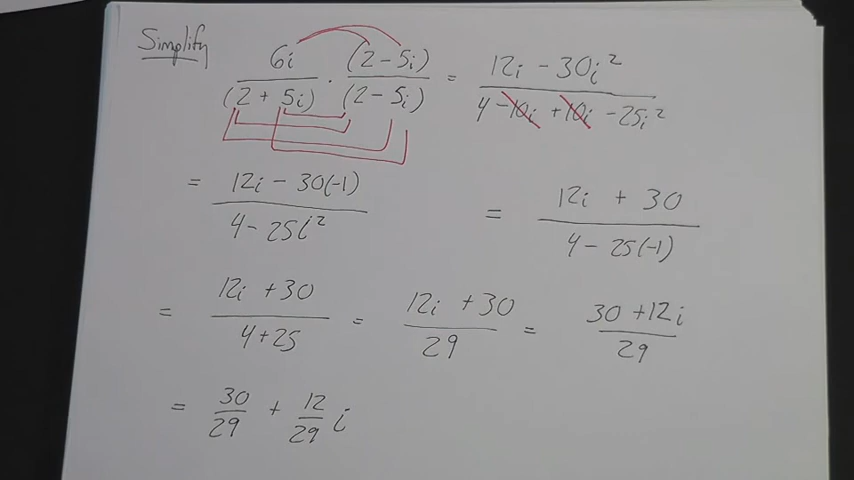 Simplify
6i / (2 + 5i) · (2 - 5i) / (2 - 5i) = 12i - 30i² / 4 - 10i + 10i - 25i²
= 12i - 30(-1) / 4 - 25i² = 12i + 30 / 4 - 25(-1)
= 12i + 30 / 4 + 25 = 12i + 30 / 29 = 30 + 12i / 29
= 30/29 + 12/29 i